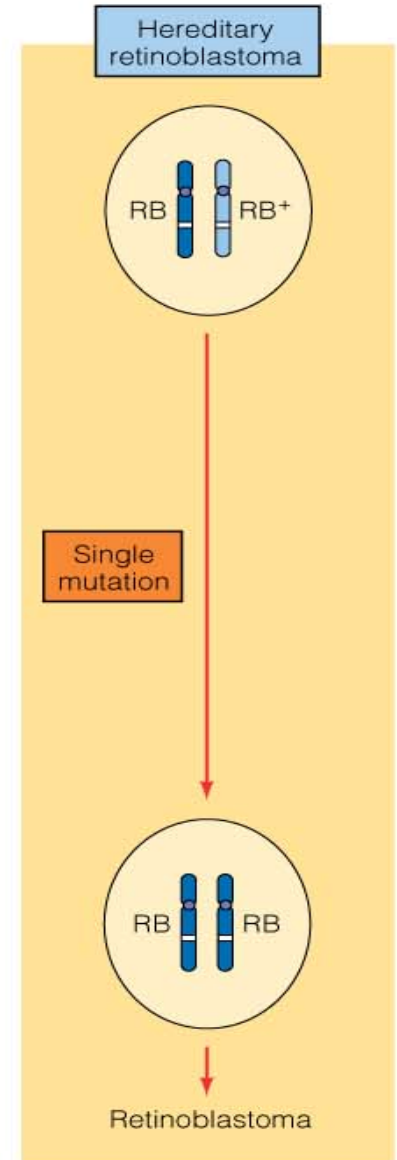 Hereditary
retinoblastoma
RB RB⁺
Single
mutation
RB RB
Retinoblastoma